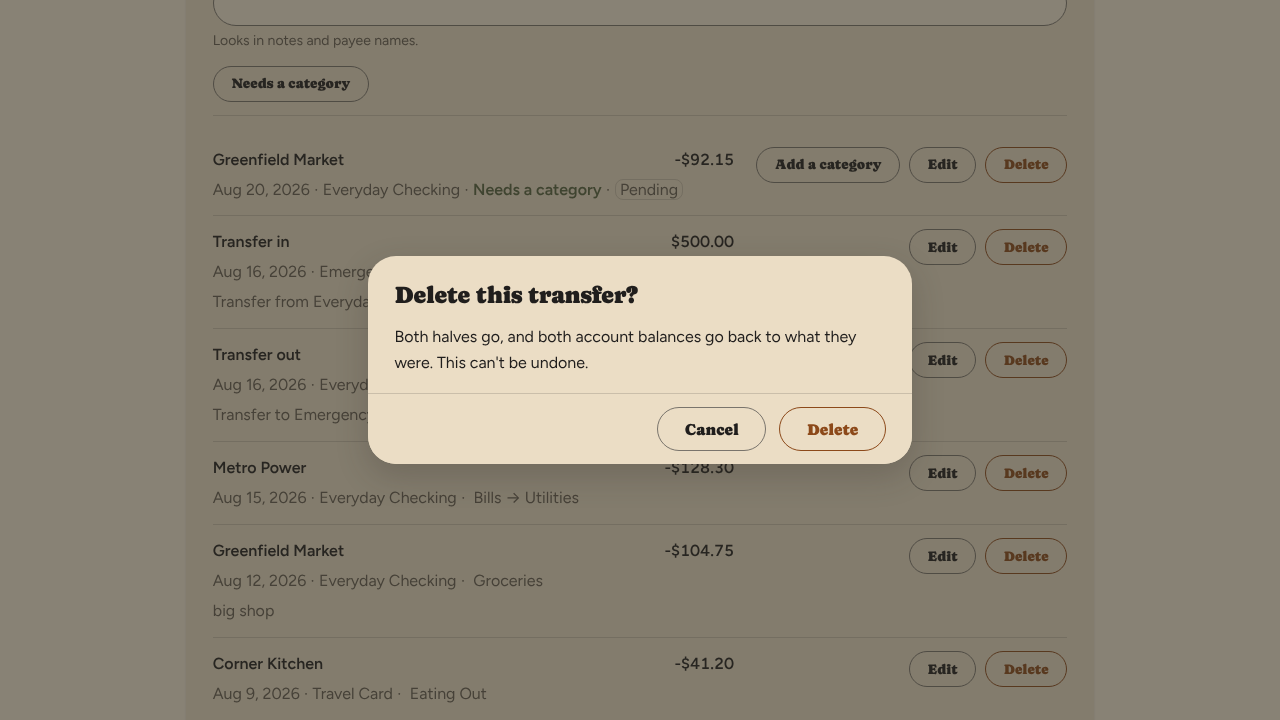 Looks in notes and payee names.
Needs a category
Greenfield Market -$92.15 Add a category Edit Delete
Aug 20, 2026 · Everyday Checking · Needs a category · Pending
Transfer in $500.00 Edit Delete
Aug 16, 2026 · Emerge
Transfer from Everyda
Delete this transfer?
Both halves go, and both account balances go back to what they
were. This can't be undone.
Cancel Delete
Transfer out Edit Delete
Aug 16, 2026 · Everyd
Transfer to Emergency
Metro Power -$128.30 Edit Delete
Aug 15, 2026 · Everyday Checking · Bills → Utilities
Greenfield Market -$104.75 Edit Delete
Aug 12, 2026 · Everyday Checking · Groceries
big shop
Corner Kitchen -$41.20 Edit Delete
Aug 9, 2026 · Travel Card · Eating Out